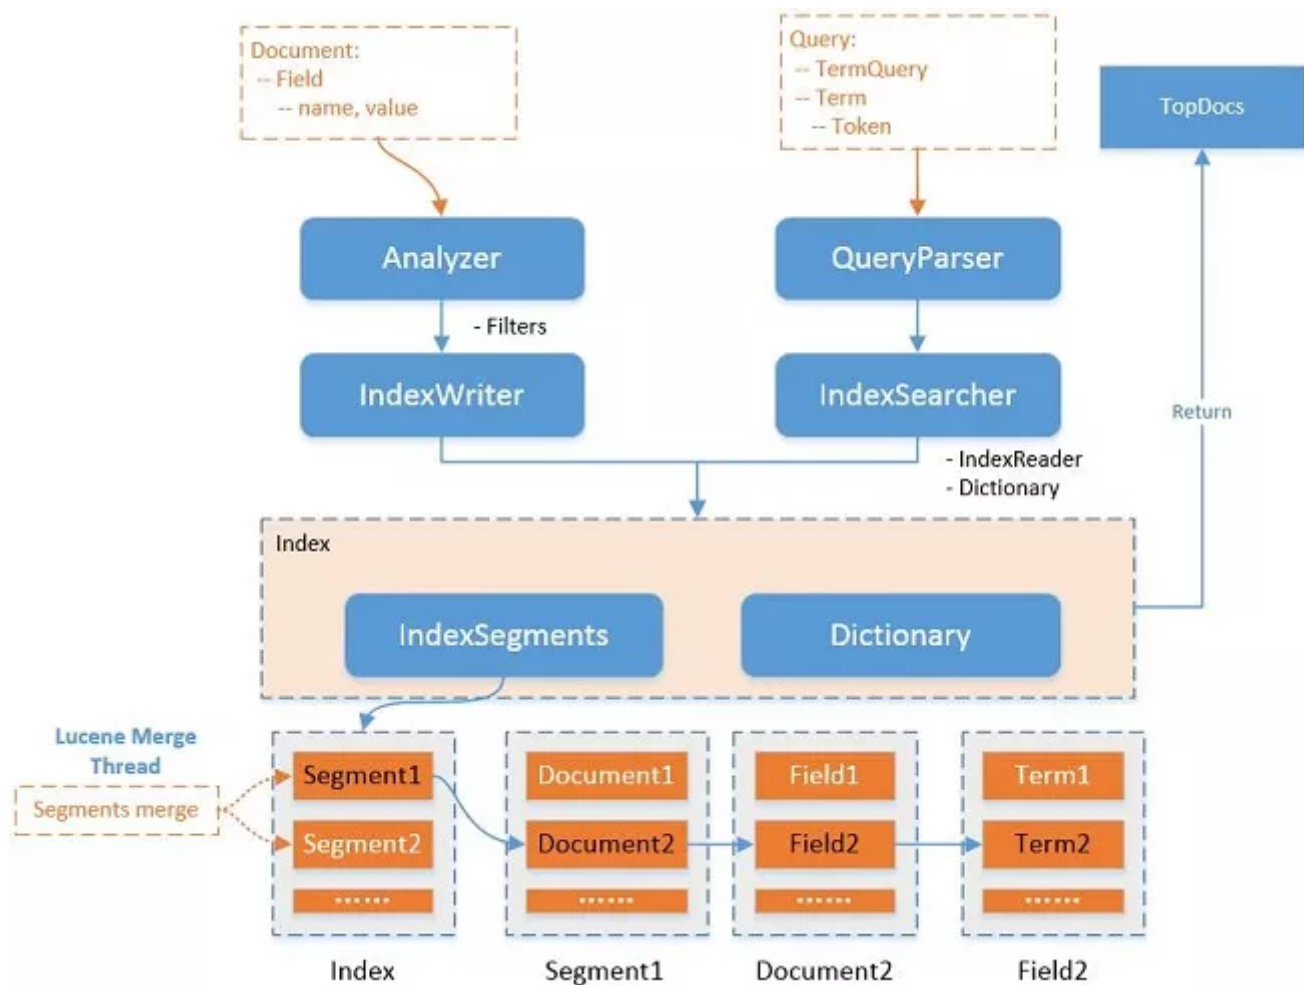 Document:
-- Field
-- name, value
Query:
-- TermQuery
-- Term
-- Token
TopDocs
Analyzer
QueryParser
- Filters
IndexWriter
IndexSearcher
Return
- IndexReader
- Dictionary
Index
IndexSegments
Dictionary
Lucene Merge
Thread
Segments merge
Segment1
Segment2
......
Document1
Document2
......
Field1
Field2
......
Term1
Term2
......
Index
Segment1
Document2
Field2